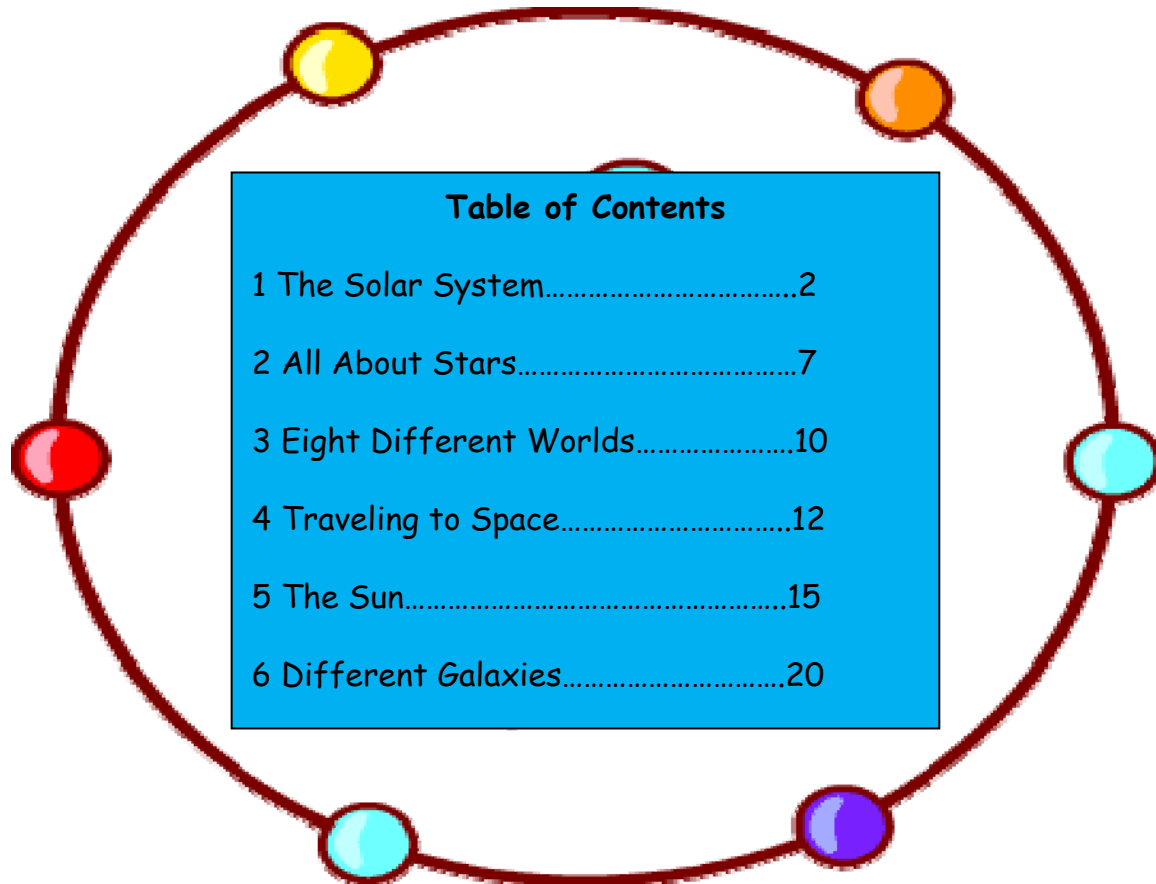 Table of Contents
1 The Solar System…………………………..2
2 All About Stars…………………………………7
3 Eight Different Worlds………………….10
4 Traveling to Space…………………………..12
5 The Sun……………………………………………..15
6 Different Galaxies………………………….20